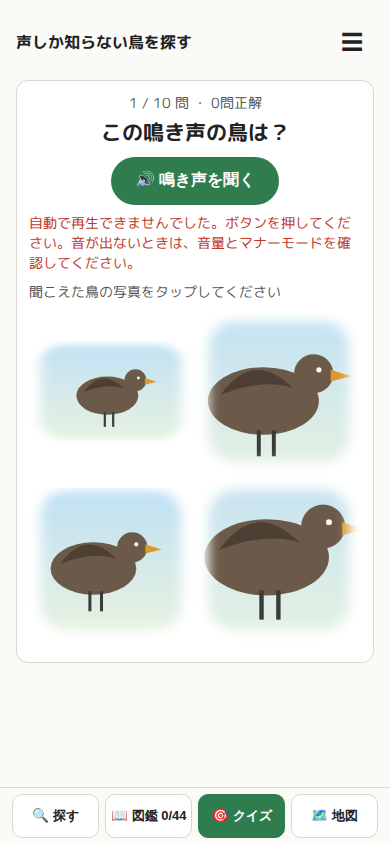 声しか知らない鳥を探す
☰
1 / 10 問 · 0問正解
この鳴き声の鳥は？
🔊 鳴き声を聞く
自動で再生できませんでした。ボタンを押してくだ
さい。音が出ないときは、音量とマナーモードを確
認してください。
聞こえた鳥の写真をタップしてください
🔍 探す
📖 図鑑 0/44
🎯 クイズ
🗺️ 地図